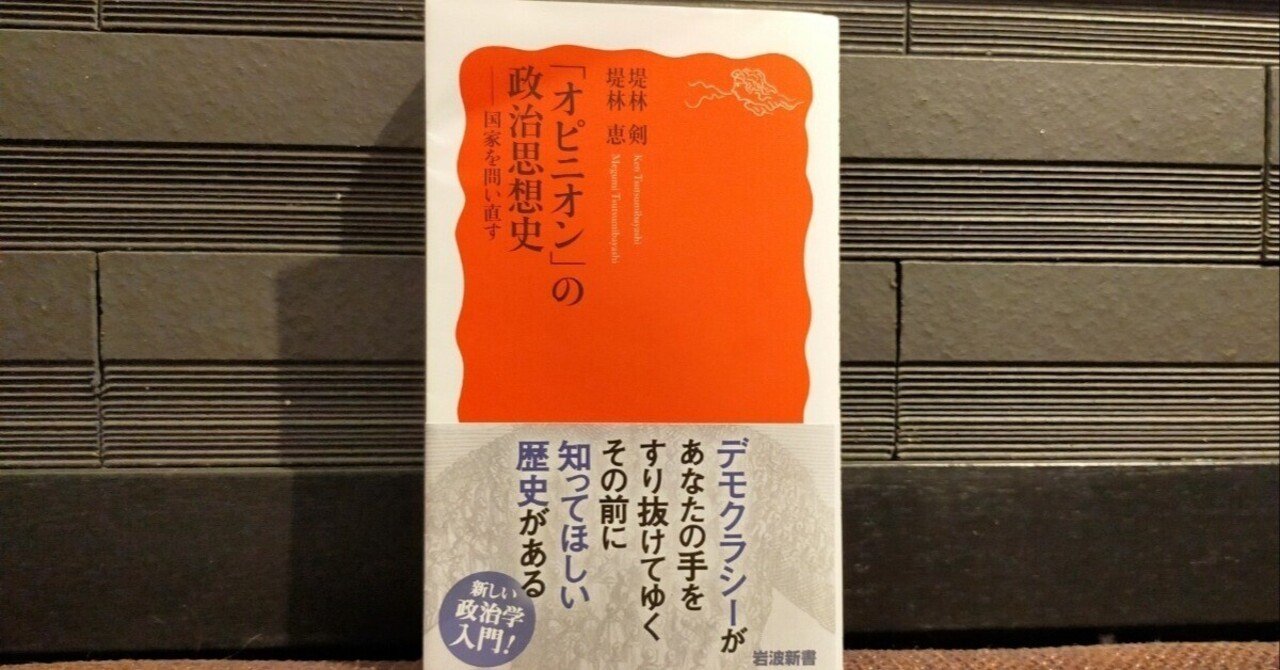 堤林 剣 Ken Tsutsumibayashi
堤林 恵 Megumi Tsutsumibayashi
「オピニオン」の
政治思想史
── 国家を問い直す
デモクラシーが
あなたの手を
すり抜けてゆく
その前に
知ってほしい
歴史がある
新しい
政治学
入門!
岩波新書